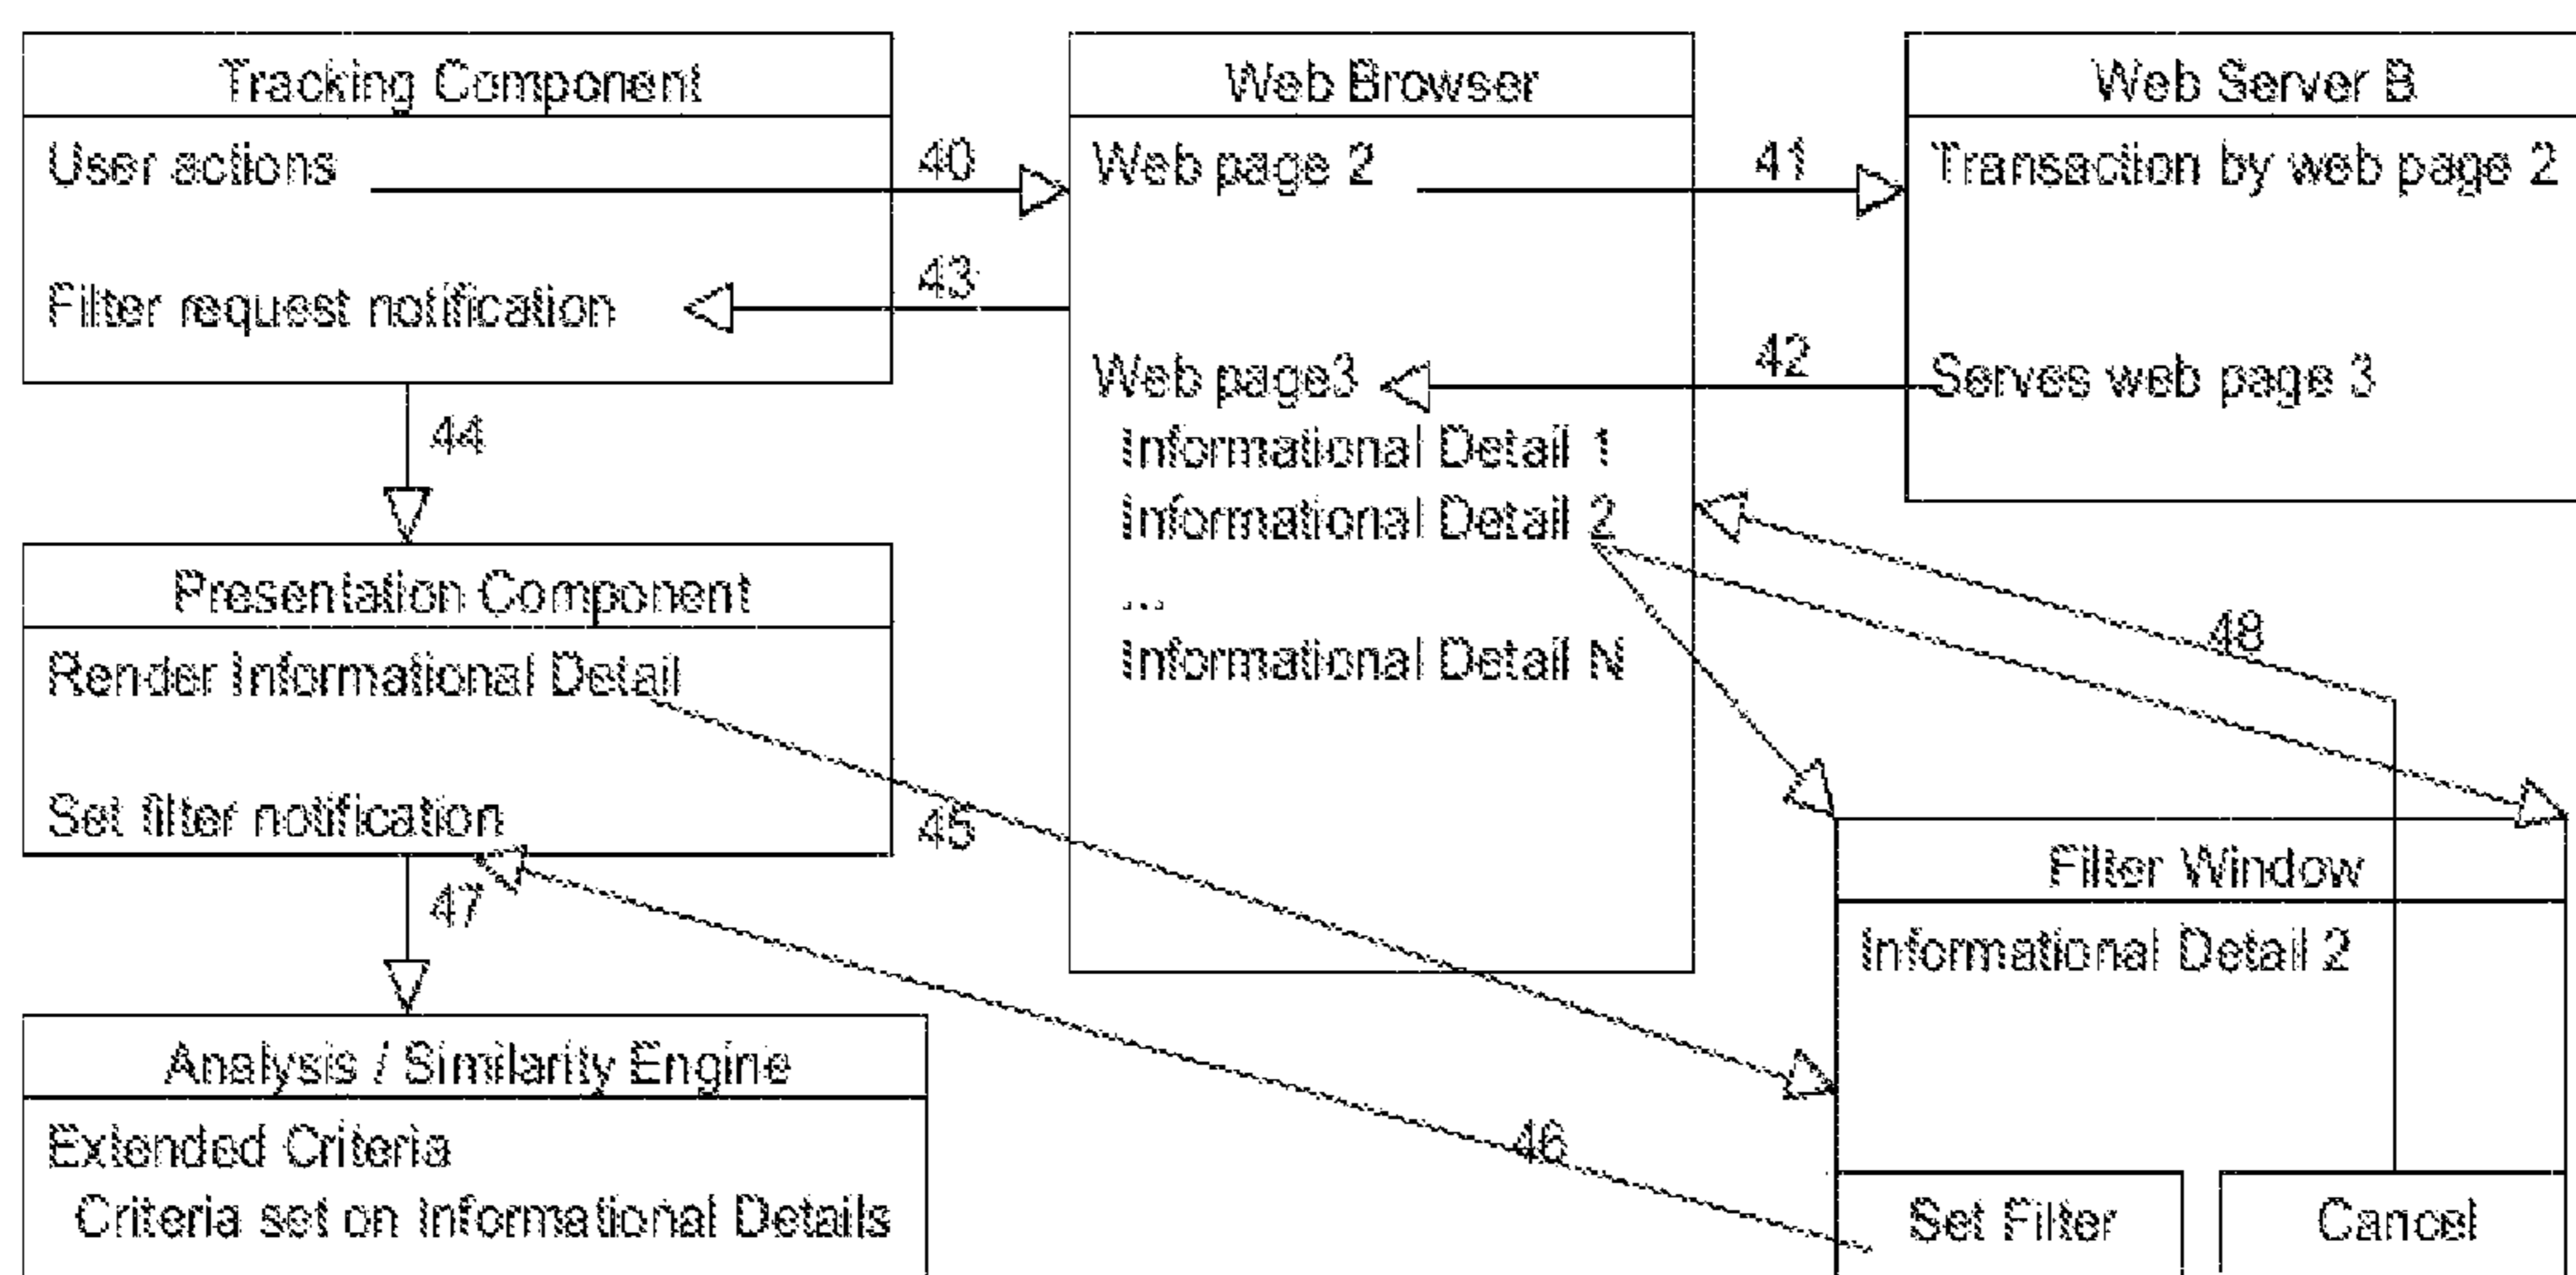 Tracking Component
User actions
Filter request notification
40
43
44
Web Browser
Web page 2
Web page3
Informational Detail 1
Informational Detail 2
...
Informational Detail N
41
42
Web Server B
Transaction by web page 2
Serves web page 3
48
Presentation Component
Render Informational Detail
Set filter notification
45
47
46
Filter Window
Informational Detail 2
Set Filter
Cancel
Analysis / Similarity Engine
Extended Criteria
Criteria set on Informational Details